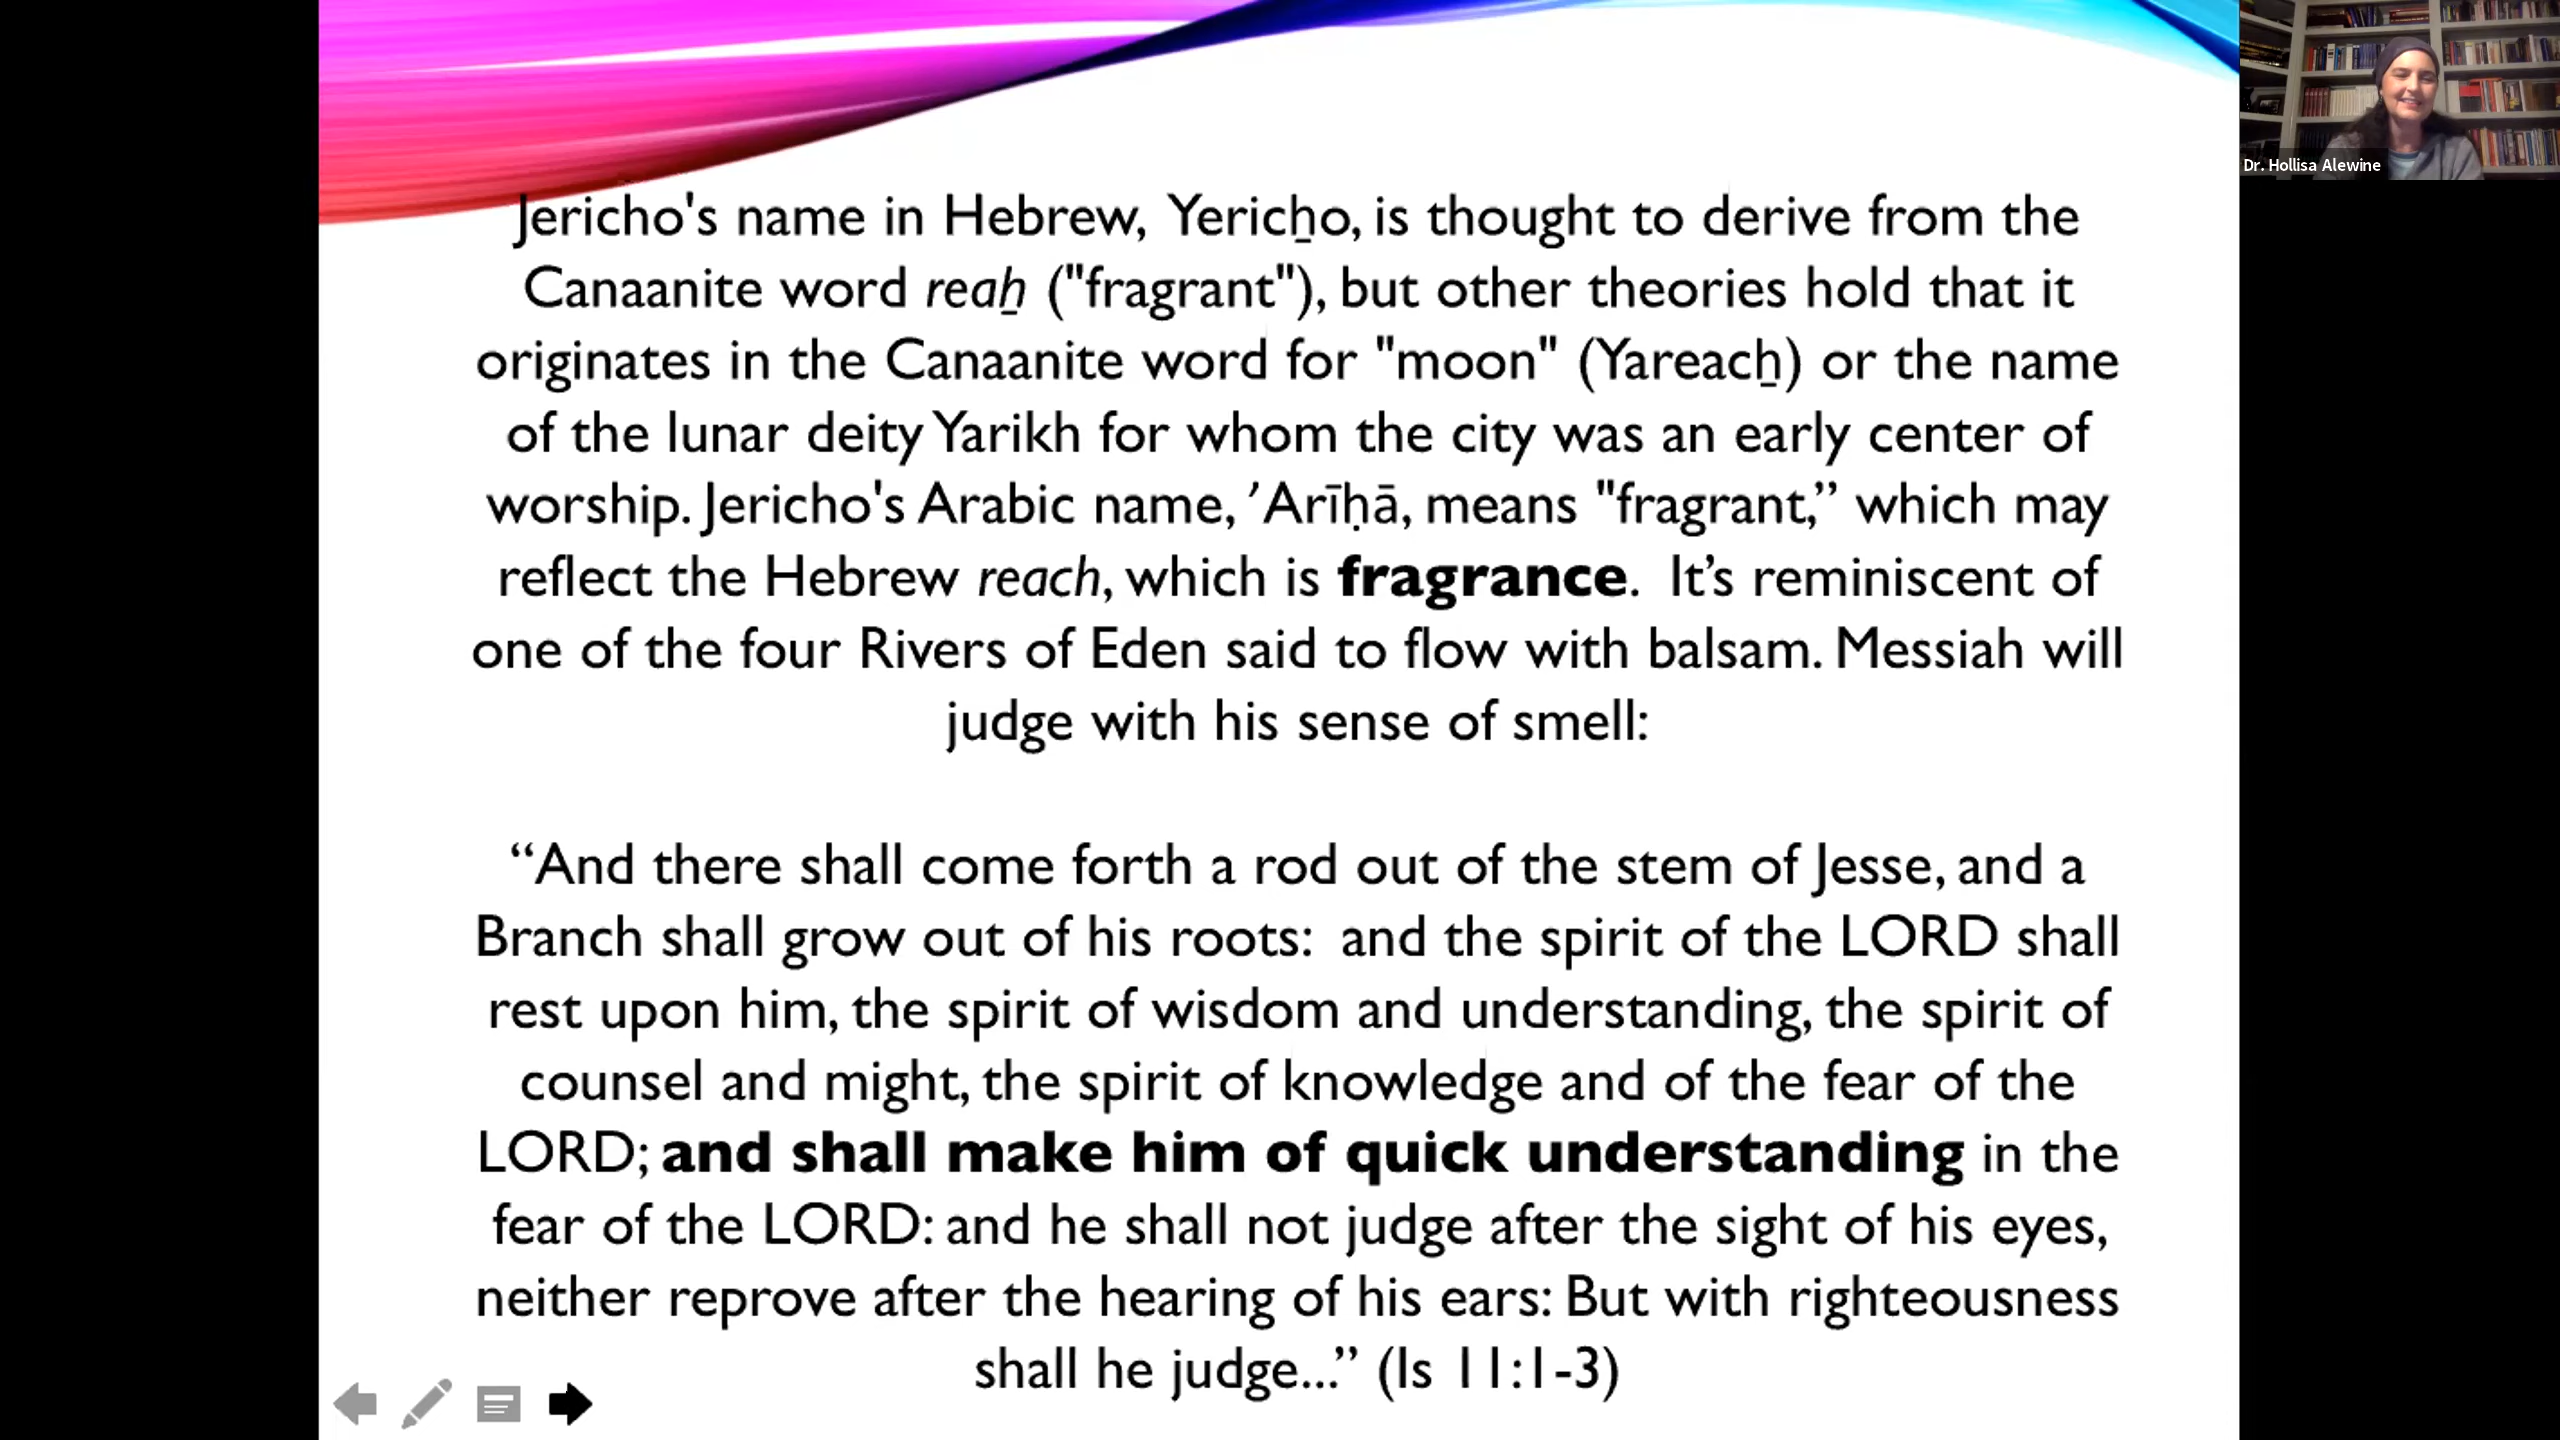 Jericho's name in Hebrew, Yericẖo, is thought to derive from the
Canaanite word reaẖ ("fragrant"), but other theories hold that it
originates in the Canaanite word for "moon" (Yareacẖ) or the name
of the lunar deity Yarikh for whom the city was an early center of
worship. Jericho's Arabic name, ʼArīḥā, means "fragrant,” which may
reflect the Hebrew reach, which is fragrance.  It’s reminiscent of
one of the four Rivers of Eden said to flow with balsam. Messiah will
judge with his sense of smell:
“And there shall come forth a rod out of the stem of Jesse, and a
Branch shall grow out of his roots:  and the spirit of the LORD shall
rest upon him, the spirit of wisdom and understanding, the spirit of
counsel and might, the spirit of knowledge and of the fear of the
LORD; and shall make him of quick understanding in the
fear of the LORD: and he shall not judge after the sight of his eyes,
neither reprove after the hearing of his ears: But with righteousness
shall he judge...” (Is 11:1-3)
Dr. Hollisa Alewine